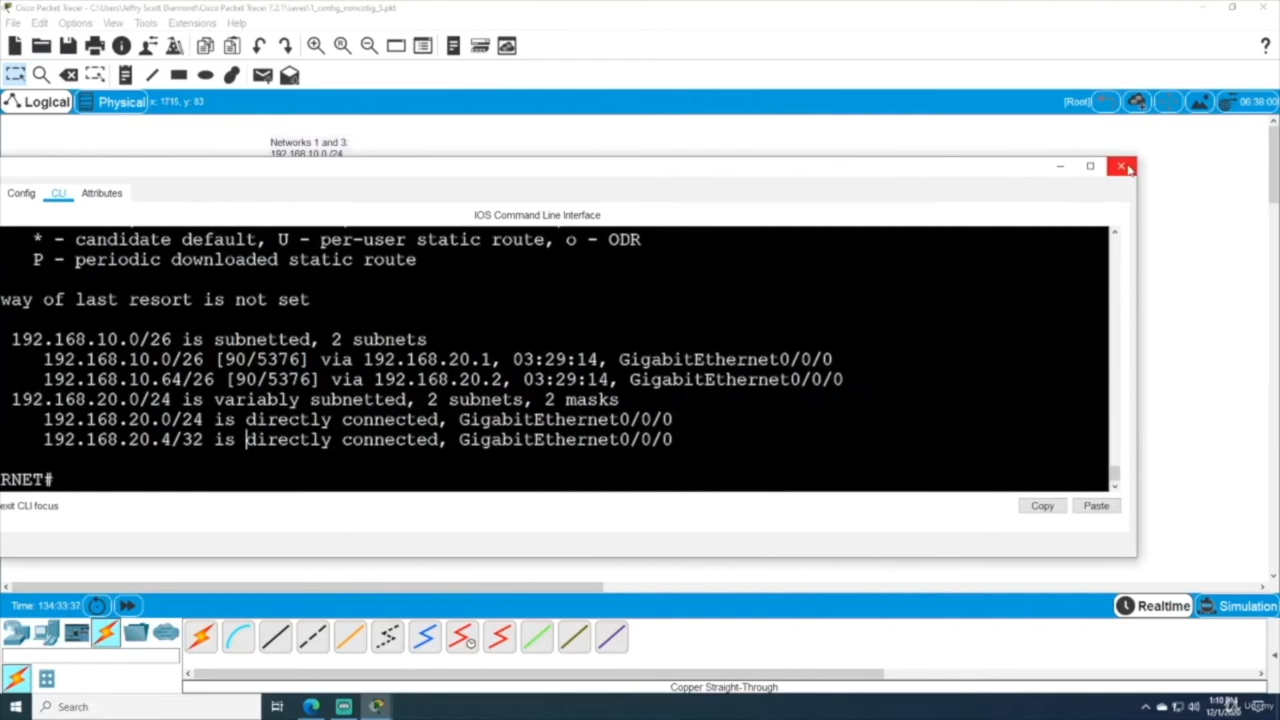 Cisco Packet Tracer - C:\Users\Jeffry Scott Diamond\Cisco Packet Tracer 7.2.1\saves\1_contig_noncotig_5.pkt
File Edit Options View Tools Extensions Help
?
Logical Physical x: 1715, y: 83 [Root] 06:38:00
Networks 1 and 3:
192.168.10.0/24
Config CLI Attributes
IOS Command Line Interface
* - candidate default, U - per-user static route, o - ODR
P - periodic downloaded static route
way of last resort is not set
192.168.10.0/26 is subnetted, 2 subnets
192.168.10.0/26 [90/5376] via 192.168.20.1, 03:29:14, GigabitEthernet0/0/0
192.168.10.64/26 [90/5376] via 192.168.20.2, 03:29:14, GigabitEthernet0/0/0
192.168.20.0/24 is variably subnetted, 2 subnets, 2 masks
192.168.20.0/24 is directly connected, GigabitEthernet0/0/0
192.168.20.4/32 is directly connected, GigabitEthernet0/0/0
RNET#
exit CLI focus Copy Paste
Time: 134:33:37 Realtime Simulation
Copper Straight-Through
Search
1:10 PM
12/1/2020
Udemy